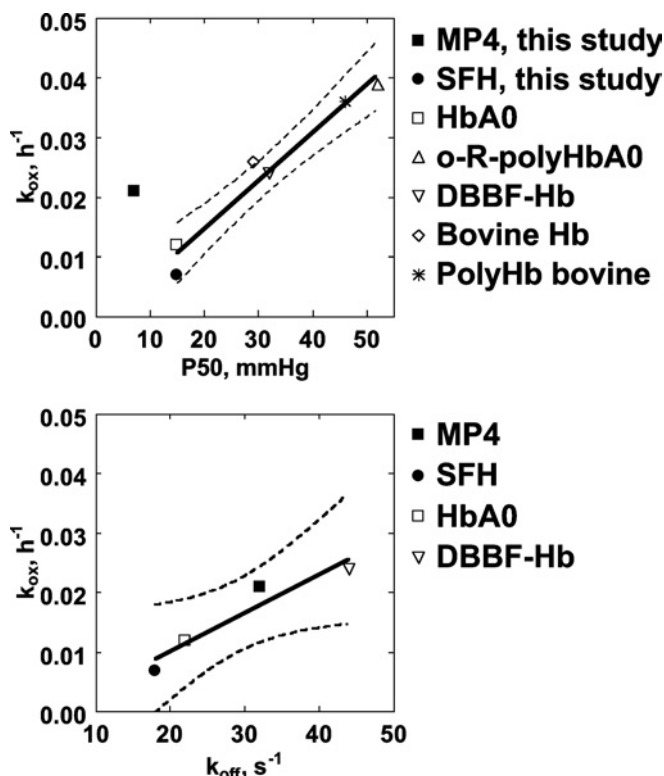 0.05
0.04
0.03
0.02
0.01
0.00
kox, h-1
0 10 20 30 40 50
P50, mmHg
■ MP4, this study
● SFH, this study
□ HbA0
△ o-R-polyHbA0
▽ DBBF-Hb
◇ Bovine Hb
✳ PolyHb bovine
0.05
0.04
0.03
0.02
0.01
0.00
kox, h-1
10 20 30 40 50
koff, s-1
■ MP4
● SFH
□ HbA0
▽ DBBF-Hb